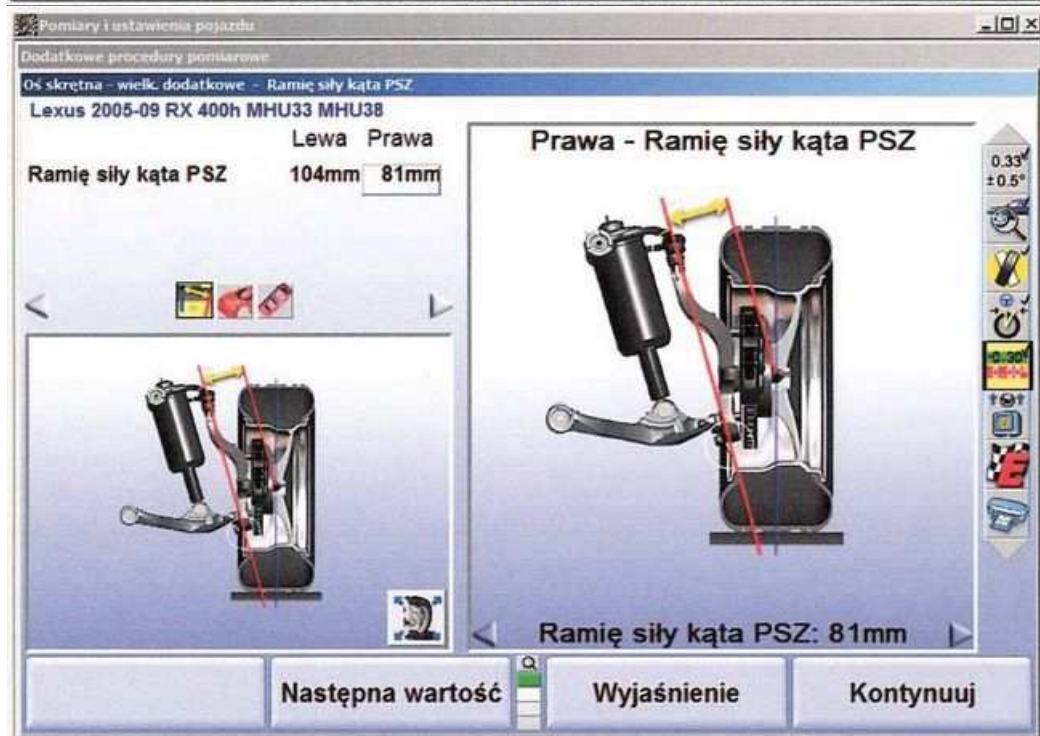 Pomiary i ustawienia pojazdu
Dodatkowe procedury pomiarowe
Oś skrętna - wielk. dodatkowe - Ramię siły kąta PSZ
Lexus 2005-09 RX 400h MHU33 MHU38
Lewa Prawa
Ramię siły kąta PSZ 104mm 81mm
Prawa - Ramię siły kąta PSZ
0.33
±0.5°
E
Ramię siły kąta PSZ: 81mm
Następna wartość
Wyjaśnienie
Kontynuuj